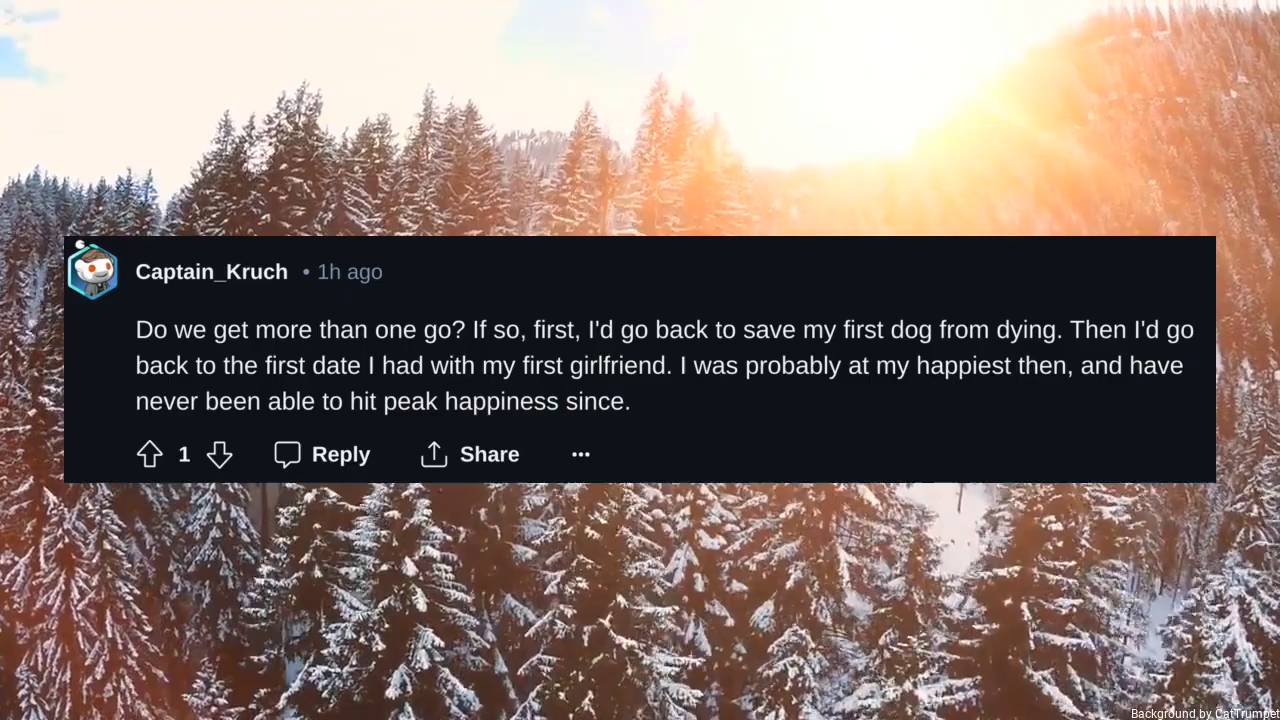 Captain_Kruch • 1h ago
Do we get more than one go? If so, first, I'd go back to save my first dog from dying. Then I'd go
back to the first date I had with my first girlfriend. I was probably at my happiest then, and have
never been able to hit peak happiness since.
1 Reply Share ···
Background by CatTrumpet